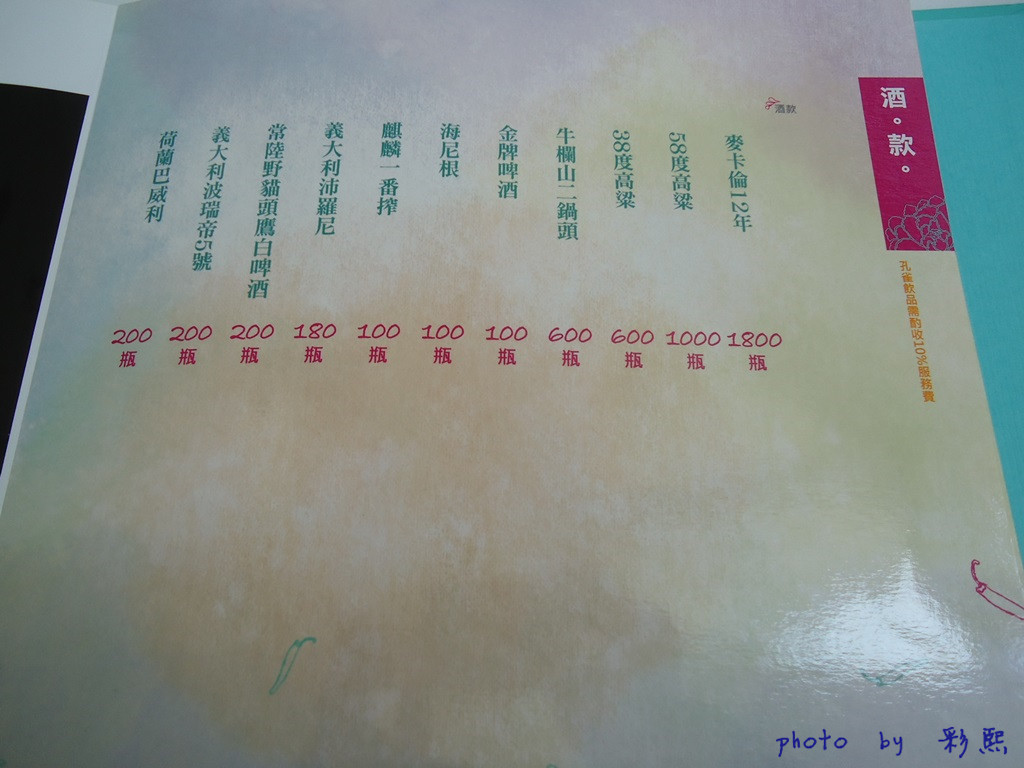 酒。款。
孔雀飲品需酌收10%服務費
酒款
麥卡倫12年
1800
瓶
58度高粱
1000
瓶
38度高粱
600
瓶
牛欄山二鍋頭
600
瓶
金牌啤酒
100
瓶
海尼根
100
瓶
麒麟一番搾
100
瓶
義大利沛羅尼
180
瓶
常陸野貓頭鷹白啤酒
200
瓶
義大利波瑞帝5號
200
瓶
荷蘭巴威利
200
瓶
photo by 彩熙